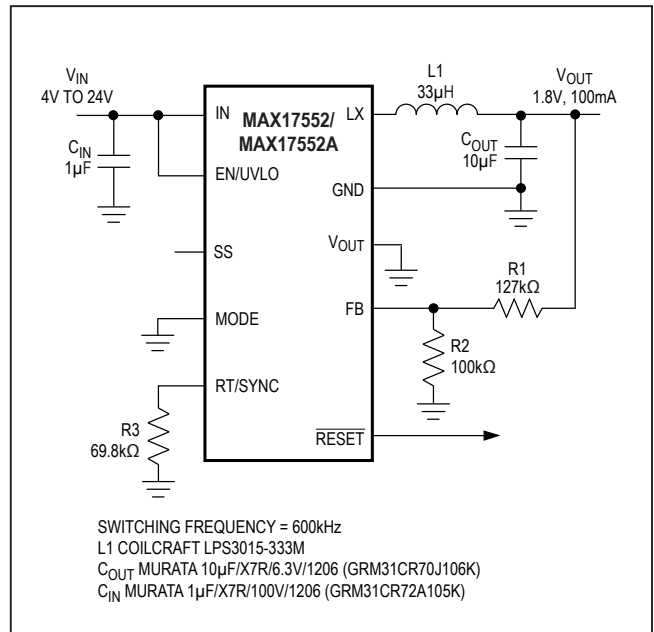 VIN
4V TO 24V
CIN
1µF
IN
EN/UVLO
SS
MODE
RT/SYNC
R3
69.8kΩ
MAX17552/
MAX17552A
LX
GND
VOUT
FB
RESET
L1
33µH
VOUT
1.8V, 100mA
COUT
10µF
R1
127kΩ
R2
100kΩ
SWITCHING FREQUENCY = 600kHz
L1 COILCRAFT LPS3015-333M
COUT MURATA 10µF/X7R/6.3V/1206 (GRM31CR70J106K)
CIN MURATA 1µF/X7R/100V/1206 (GRM31CR72A105K)